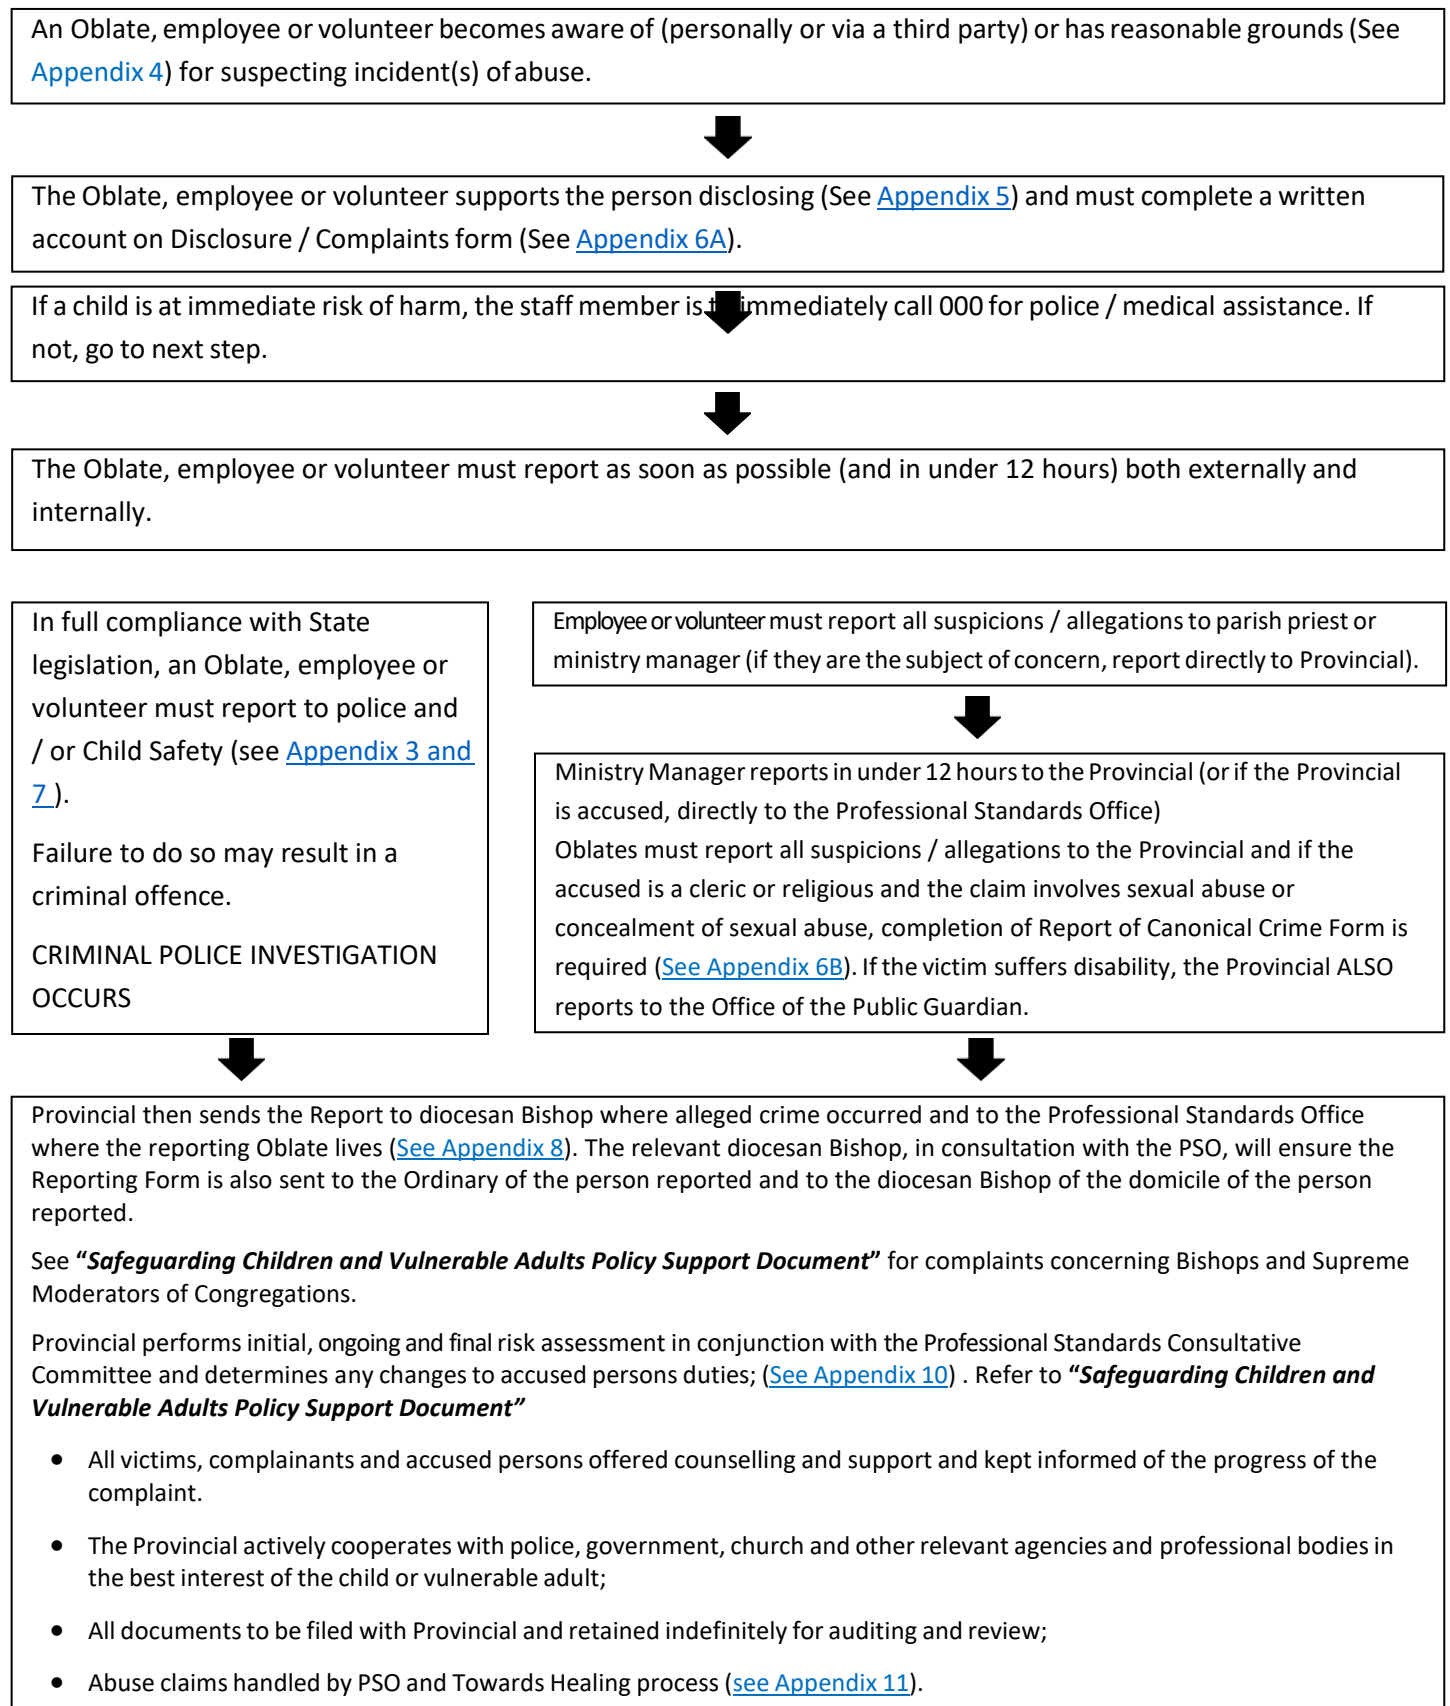 An Oblate, employee or volunteer becomes aware of (personally or via a third party) or has reasonable grounds (See
Appendix 4) for suspecting incident(s) of abuse.
The Oblate, employee or volunteer supports the person disclosing (See Appendix 5) and must complete a written
account on Disclosure / Complaints form (See Appendix 6A).
If a child is at immediate risk of harm, the staff member is immediately call 000 for police / medical assistance. If
not, go to next step.
The Oblate, employee or volunteer must report as soon as possible (and in under 12 hours) both externally and
internally.
In full compliance with State
legislation, an Oblate, employee or
volunteer must report to police and
/ or Child Safety (see Appendix 3 and
7 ).
Failure to do so may result in a
criminal offence.
CRIMINAL POLICE INVESTIGATION
OCCURS
Employee or volunteer must report all suspicions / allegations to parish priest or
ministry manager (if they are the subject of concern, report directly to Provincial).
Ministry Manager reports in under 12 hours to the Provincial (or if the Provincial
is accused, directly to the Professional Standards Office)
Oblates must report all suspicions / allegations to the Provincial and if the
accused is a cleric or religious and the claim involves sexual abuse or
concealment of sexual abuse, completion of Report of Canonical Crime Form is
required (See Appendix 6B). If the victim suffers disability, the Provincial ALSO
reports to the Office of the Public Guardian.
Provincial then sends the Report to diocesan Bishop where alleged crime occurred and to the Professional Standards Office
where the reporting Oblate lives (See Appendix 8). The relevant diocesan Bishop, in consultation with the PSO, will ensure the
Reporting Form is also sent to the Ordinary of the person reported and to the diocesan Bishop of the domicile of the person
reported.
See “Safeguarding Children and Vulnerable Adults Policy Support Document" for complaints concerning Bishops and Supreme
Moderators of Congregations.
Provincial performs initial, ongoing and final risk assessment in conjunction with the Professional Standards Consultative
Committee and determines any changes to accused persons duties; (See Appendix 10) . Refer to “Safeguarding Children and
Vulnerable Adults Policy Support Document”
• All victims, complainants and accused persons offered counselling and support and kept informed of the progress of the
complaint.
• The Provincial actively cooperates with police, government, church and other relevant agencies and professional bodies in
the best interest of the child or vulnerable adult;
• All documents to be filed with Provincial and retained indefinitely for auditing and review;
• Abuse claims handled by PSO and Towards Healing process (see Appendix 11).